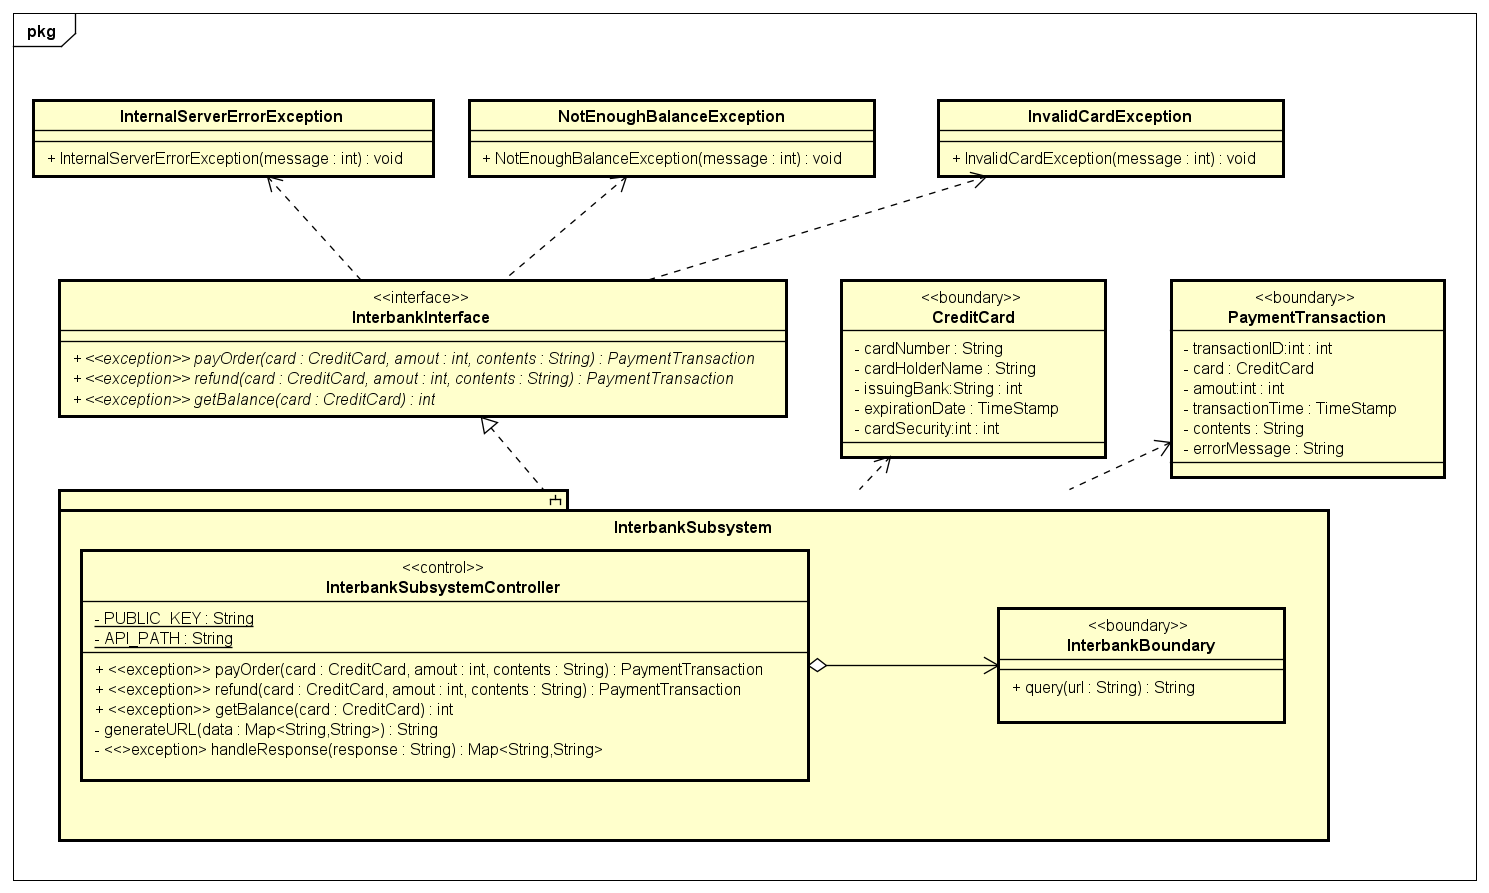 pkg
InternalServerErrorException
+ InternalServerErrorException(message : int) : void
NotEnoughBalanceException
+ NotEnoughBalanceException(message : int) : void
InvalidCardException
+ InvalidCardException(message : int) : void
<<interface>>
InterbankInterface
+ <<exception>> payOrder(card : CreditCard, amout : int, contents : String) : PaymentTransaction
+ <<exception>> refund(card : CreditCard, amout : int, contents : String) : PaymentTransaction
+ <<exception>> getBalance(card : CreditCard) : int
<<boundary>>
CreditCard
- cardNumber : String
- cardHolderName : String
- issuingBank:String : int
- expirationDate : TimeStamp
- cardSecurity:int : int
<<boundary>>
PaymentTransaction
- transactionID:int : int
- card : CreditCard
- amout:int : int
- transactionTime : TimeStamp
- contents : String
- errorMessage : String
InterbankSubsystem
<<control>>
InterbankSubsystemController
- PUBLIC_KEY : String
- API_PATH : String
+ <<exception>> payOrder(card : CreditCard, amout : int, contents : String) : PaymentTransaction
+ <<exception>> refund(card : CreditCard, amout : int, contents : String) : PaymentTransaction
+ <<exception>> getBalance(card : CreditCard) : int
- generateURL(data : Map<String,String>) : String
- <<>exception> handleResponse(response : String) : Map<String,String>
<<boundary>>
InterbankBoundary
+ query(url : String) : String